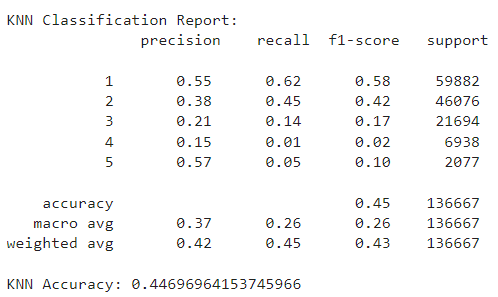 KNN Classification Report:
precision recall f1-score support
1 0.55 0.62 0.58 59882
2 0.38 0.45 0.42 46076
3 0.21 0.14 0.17 21694
4 0.15 0.01 0.02 6938
5 0.57 0.05 0.10 2077
accuracy 0.45 136667
macro avg 0.37 0.26 0.26 136667
weighted avg 0.42 0.45 0.43 136667
KNN Accuracy: 0.44696964153745966